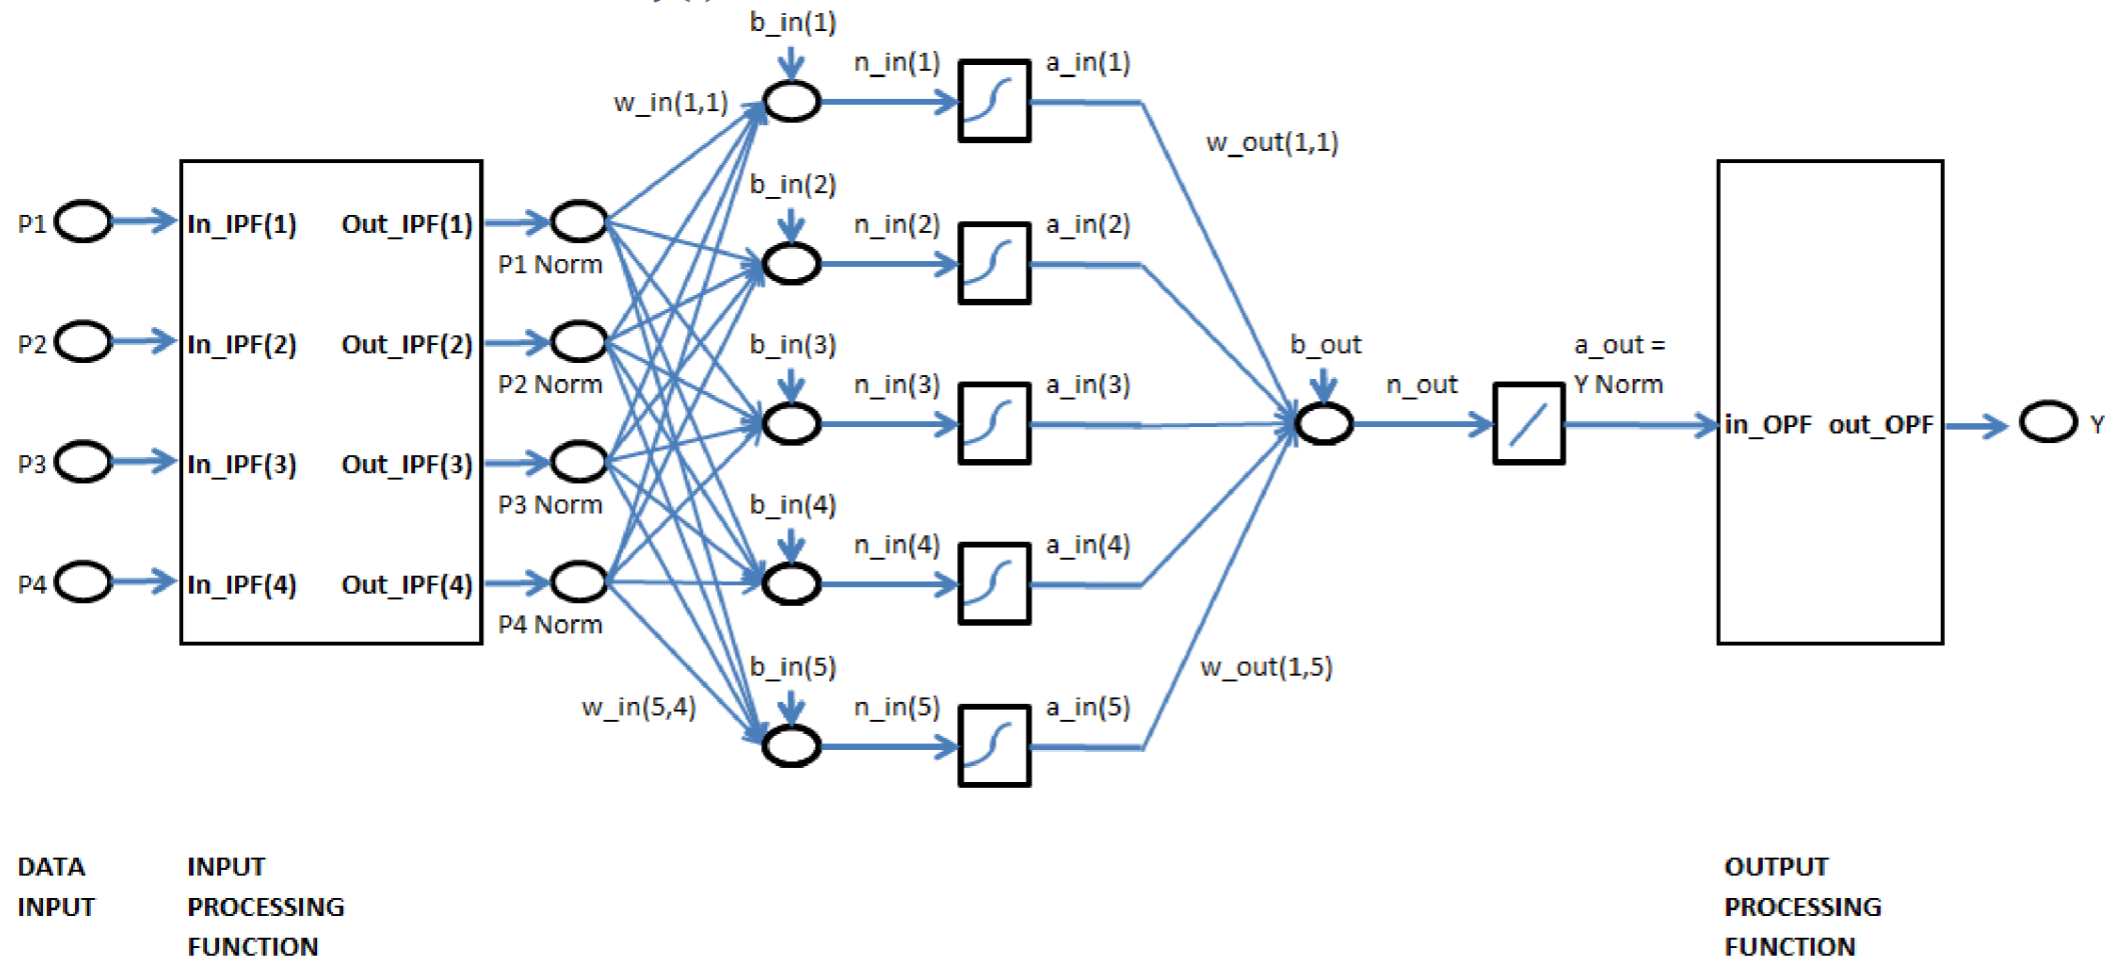 b_in(1)
n_in(1)
a_in(1)
w_in(1,1)
w_out(1,1)
b_in(2)
P1
In_IPF(1)
Out_IPF(1)
n_in(2)
a_in(2)
P1 Norm
P2
In_IPF(2)
Out_IPF(2)
b_in(3)
b_out
a_out =
P2 Norm
n_in(3)
a_in(3)
n_out
Y Norm
in_OPF
out_OPF
Y
P3
In_IPF(3)
Out_IPF(3)
P3 Norm
b_in(4)
n_in(4)
a_in(4)
P4
In_IPF(4)
Out_IPF(4)
P4 Norm
b_in(5)
w_out(1,5)
w_in(5,4)
n_in(5)
a_in(5)
DATA
INPUT
INPUT
PROCESSING
FUNCTION
OUTPUT
PROCESSING
FUNCTION